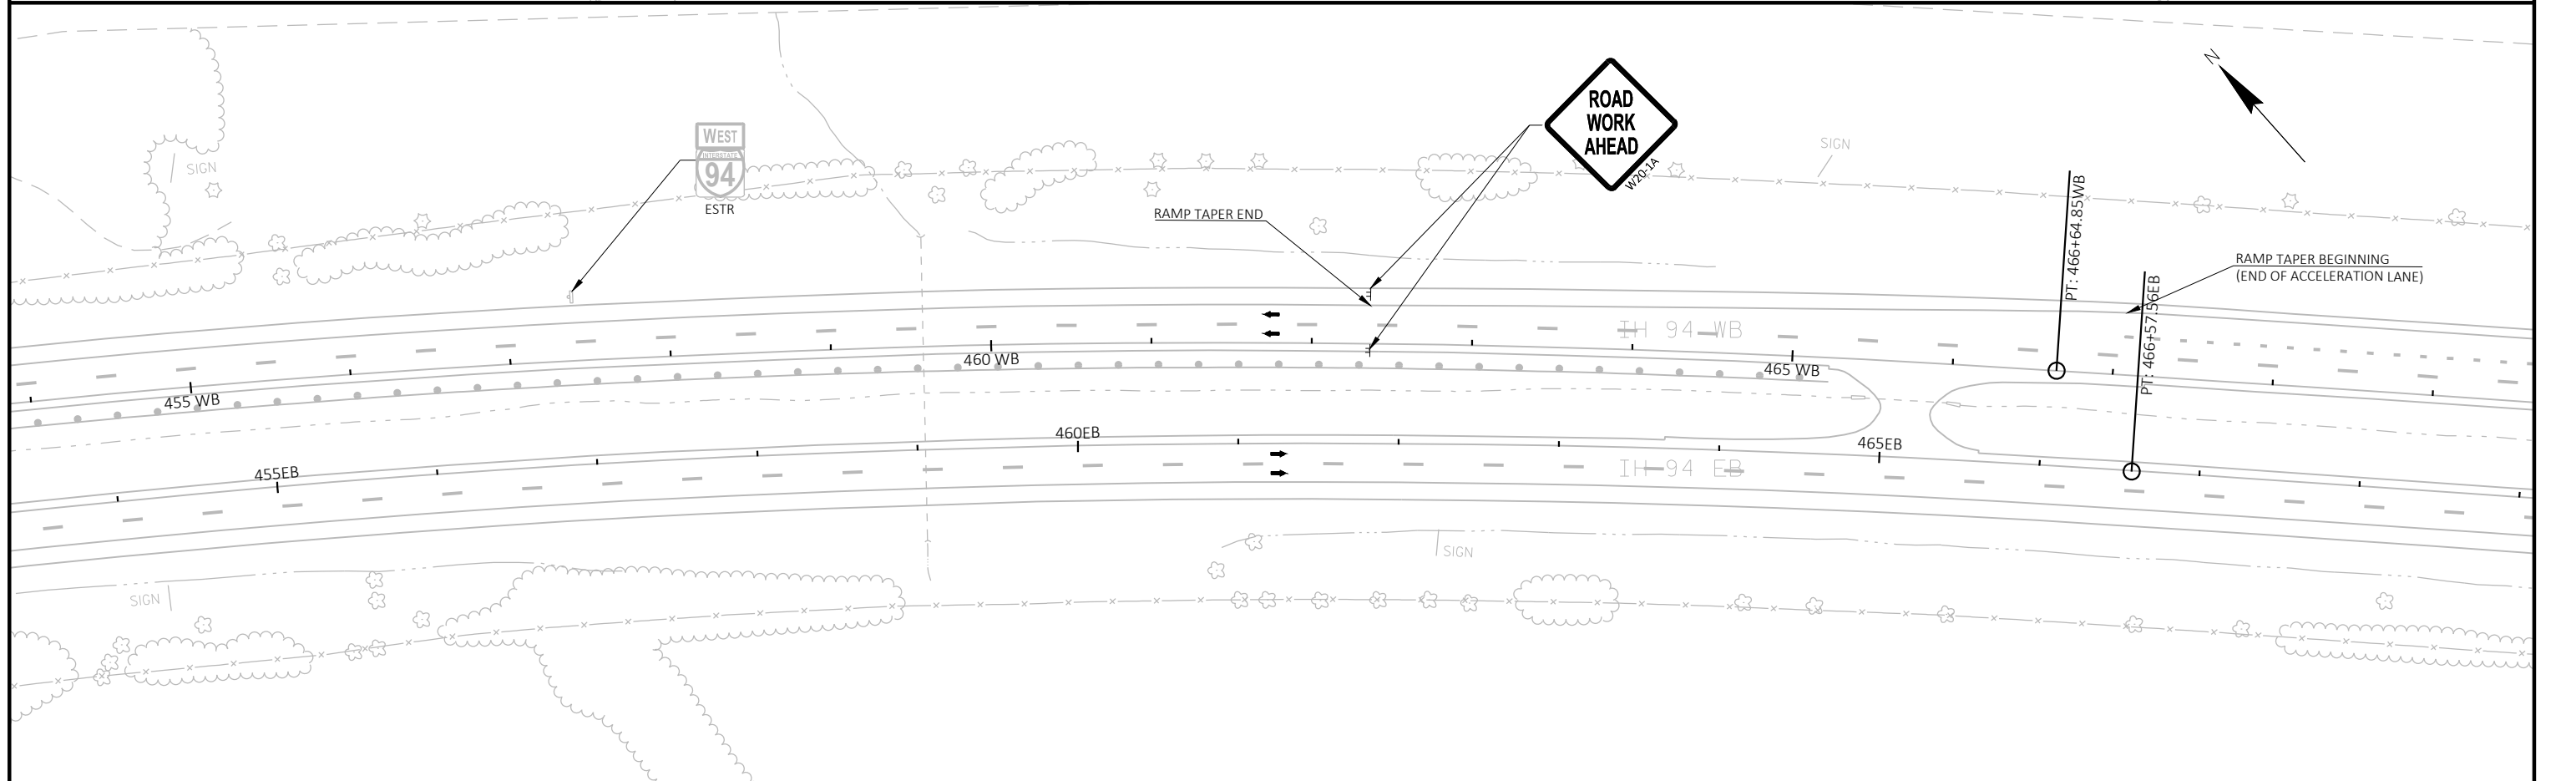 N
ROAD
WORK
AHEAD
W20-1A
WEST
INTERSTATE
94
ESTR
SIGN
SIGN
RAMP TAPER END
PT: 466+64.85WB
RAMP TAPER BEGINNING
(END OF ACCELERATION LANE)
PT: 466+57.56EB
IH 94 WB
455 WB
460 WB
465 WB
455EB
460EB
465EB
IH 94 EB
SIGN
SIGN